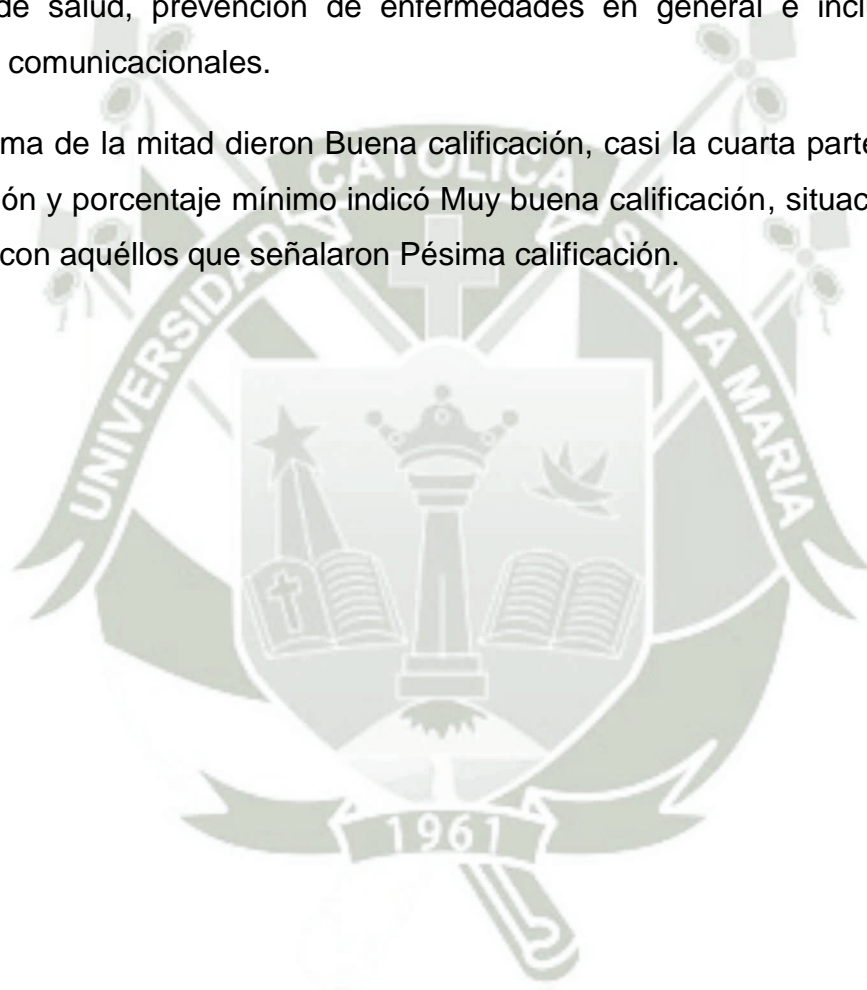 de salud, prevención de enfermedades en general e incl
comunicacionales.
ma de la mitad dieron Buena calificación, casi la cuarta parte
ón y porcentaje mínimo indicó Muy buena calificación, situac
con aquéllos que señalaron Pésima calificación.
UNIVERSIDAD CATOLICA SANTA MARIA
1961